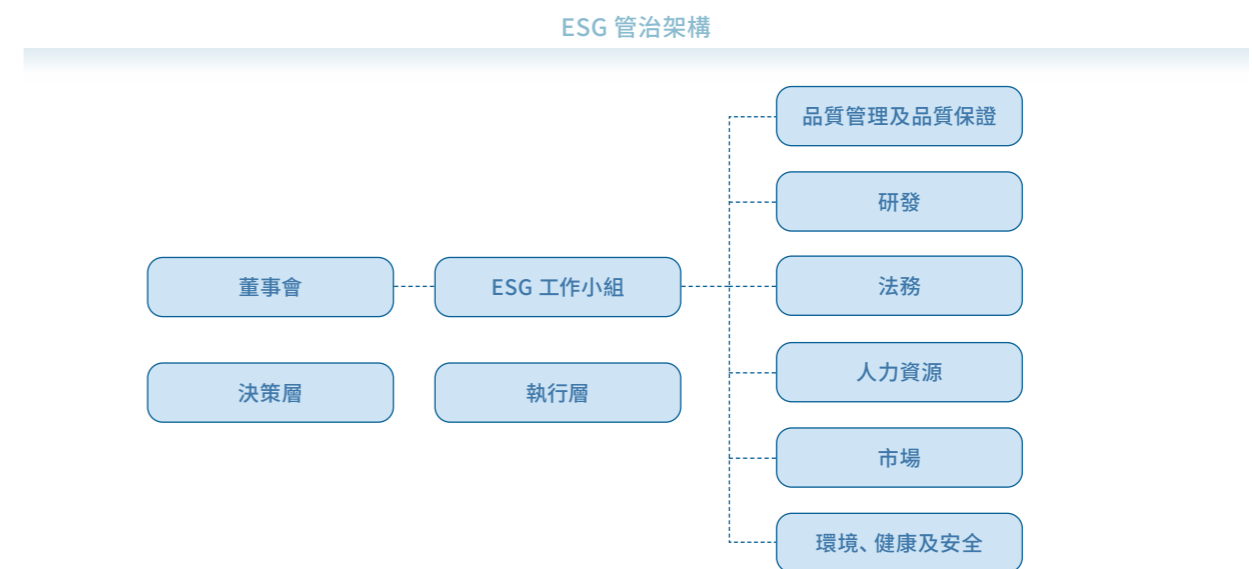 ESG 管治架構
品質管理及品質保證
研發
董事會
ESG 工作小組
法務
決策層
執行層
人力資源
市場
環境、健康及安全